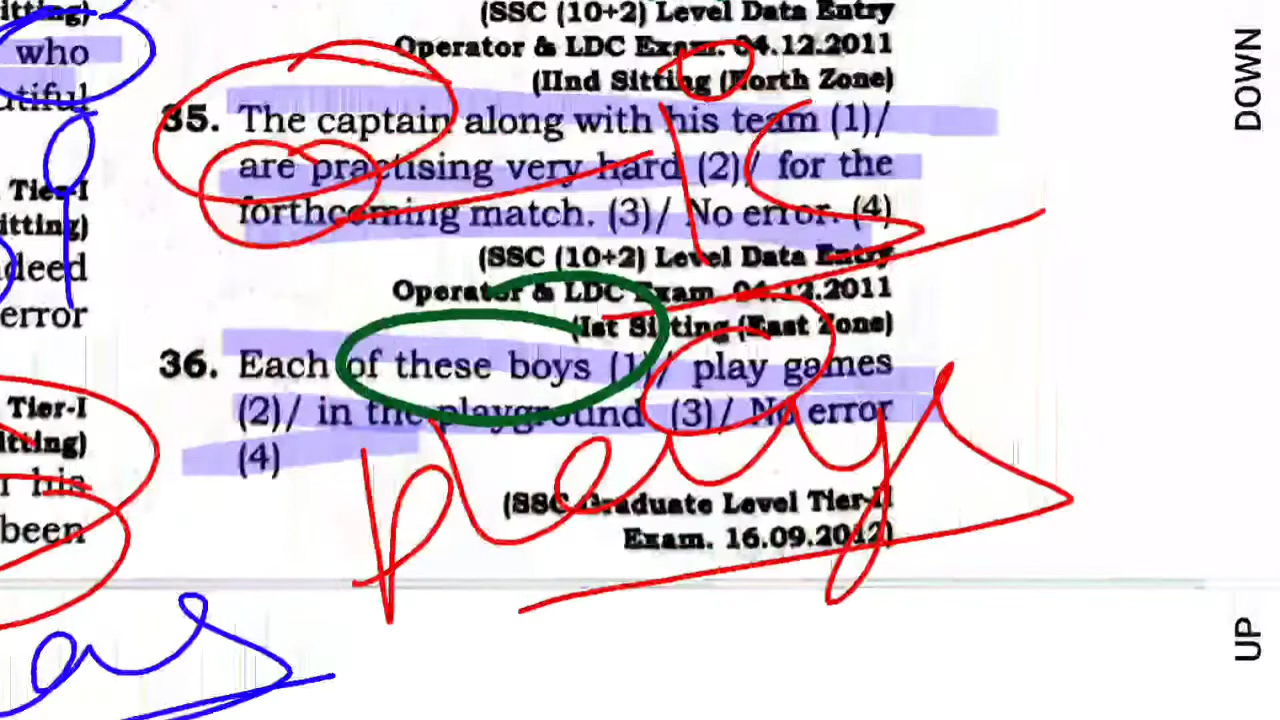 itting)
who
utiful
Tier-I
itting)
deed
error
Tier-I
itting)
r his
been
as
(SSC (10+2) Level Data Entry
Operator & LDC Exam. 04.12.2011
(IInd Sitting (North Zone)
35. The captain along with his team (1)/
are practising very hard (2)/ for the
forthcoming match. (3)/ No error. (4)
is
(SSC (10+2) Level Data Entry
Operator & LDC Exam. 04.12.2011
(Ist Sitting (East Zone)
36. Each of these boys (1)/ play games
(2)/ in the playground (3)/ No error
(4)
plays
(SSC Graduate Level Tier-II
Exam. 16.09.2012)
DOWN
UP